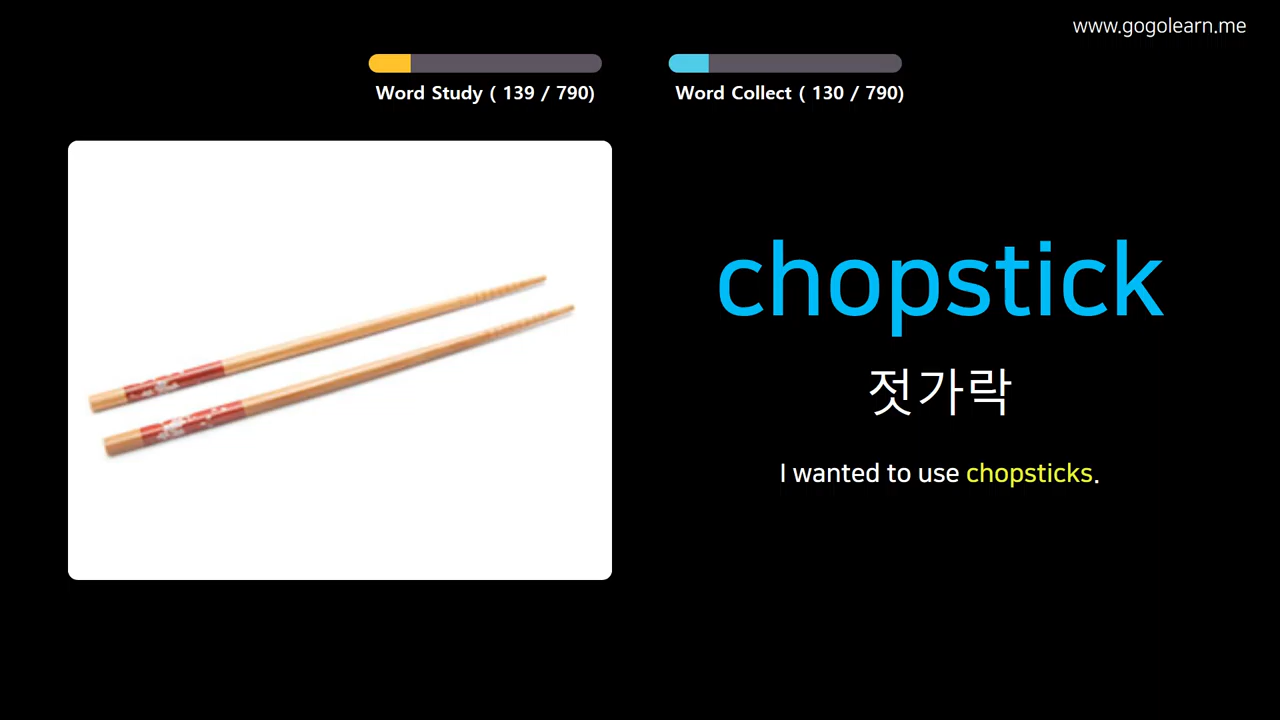 www.gogolearn.me
Word Study ( 139 / 790)
Word Collect ( 130 / 790)
chopstick
젓가락
I wanted to use chopsticks.